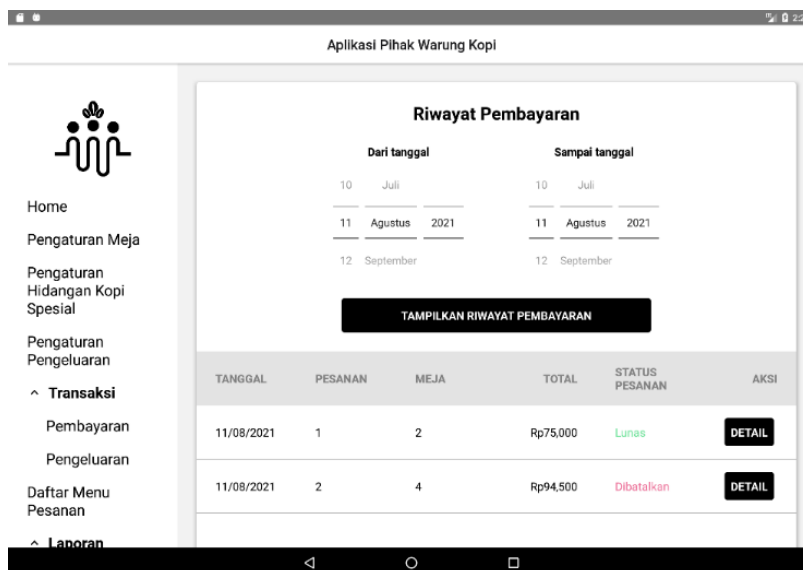 2:2
Aplikasi Pihak Warung Kopi
Home
Pengaturan Meja
Pengaturan
Hidangan Kopi
Spesial
Pengaturan
Pengeluaran
Transaksi
Pembayaran
Pengeluaran
Daftar Menu
Pesanan
Laporan
Riwayat Pembayaran
Dari tanggal Sampai tanggal
10 Juli 10 Juli
11 Agustus 2021 11 Agustus 2021
12 September 12 September
TAMPILKAN RIWAYAT PEMBAYARAN
TANGGAL PESANAN MEJA TOTAL STATUS PESANAN AKSI
11/08/2021 1 2 Rp75,000 Lunas DETAIL
11/08/2021 2 4 Rp94,500 Dibatalkan DETAIL